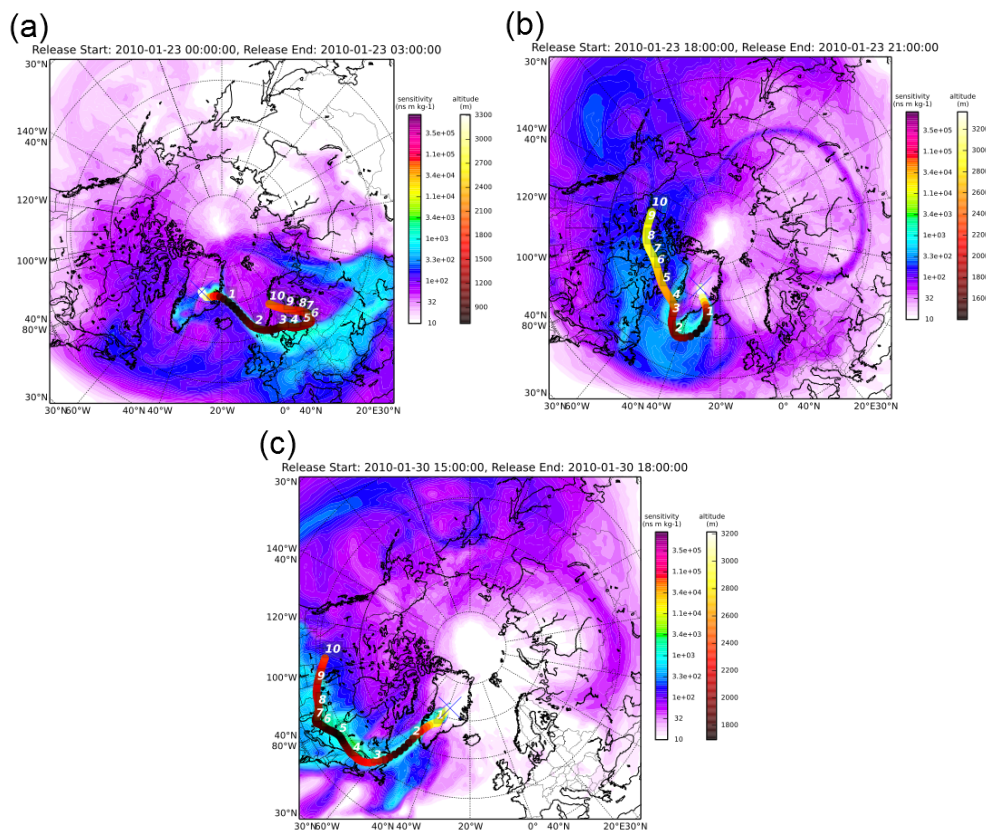 (a)
Release Start: 2010-01-23 00:00:00, Release End: 2010-01-23 03:00:00
30°N
140°W
40°N
120°W
100°W
40°N
80°W
30°N
30°N60°W 40°N40°W 20°W 0° 40°N 20°E30°N
1 2 3 4 5 6 7 8 9 10
sensitivity
(ns m kg-1)
3.5e+05
1.1e+05
3.4e+04
1.1e+04
3.4e+03
1e+03
3.3e+02
1e+02
32
10
altitude
(m)
3300
3000
2700
2400
2100
1800
1500
1200
900
(b)
Release Start: 2010-01-23 18:00:00, Release End: 2010-01-23 21:00:00
30°N
140°W
40°N
120°W
100°W
40°N
80°W
30°N
30°N60°W 40°N40°W 20°W 0° 20°E30°N
10
9
8
7
6
5
4
3
2
1
sensitivity
(ns m kg-1)
3.5e+05
1.1e+05
3.4e+04
1.1e+04
3.4e+03
1e+03
3.3e+02
1e+02
32
10
altitude
(m)
3200
3000
2800
2600
2400
2200
2000
1800
1600
(c)
Release Start: 2010-01-30 15:00:00, Release End: 2010-01-30 18:00:00
30°N
140°W
40°N
120°W
100°W
40°N
80°W
30°N
30°N60°W 40°N 40°W 20°W 0° 20°E30°N
10
9
8
7
6
5
4
3
2
1
sensitivity
(ns m kg-1)
3.5e+05
1.1e+05
3.4e+04
1.1e+04
3.4e+03
1e+03
3.3e+02
1e+02
32
10
altitude
(m)
3200
3000
2800
2600
2400
2200
2000
1800